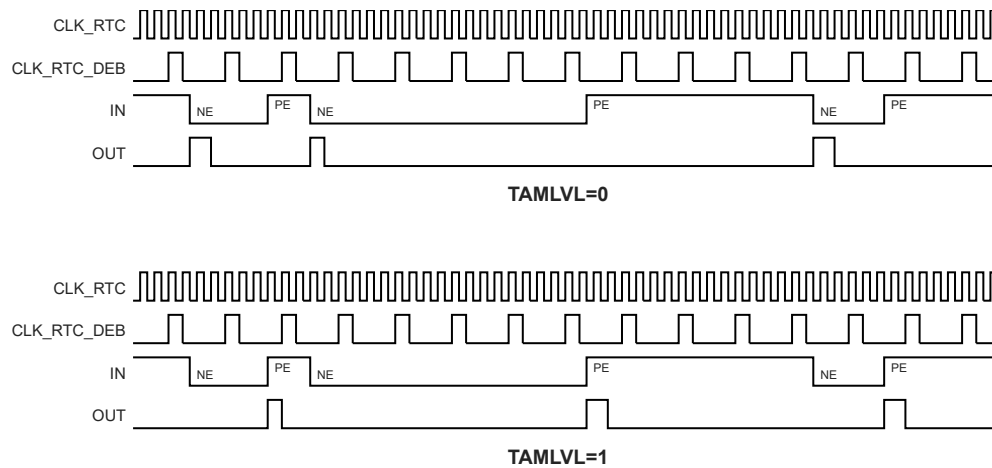 CLK_RTC
CLK_RTC_DEB
IN
NE
PE
NE
PE
NE
PE
OUT
TAMLVL=0
CLK_RTC
CLK_RTC_DEB
IN
NE
PE
NE
PE
NE
PE
OUT
TAMLVL=1